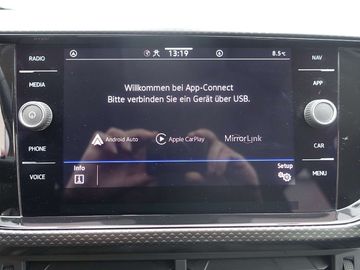 RADIO
13:19
8.5°C
NAV
MEDIA
Willkommen bei App-Connect
Bitte verbinden Sie ein Gerät über USB.
APP
Android Auto
Apple CarPlay
MirrorLink
PHONE
CAR
VOICE
Info
Setup
MENU